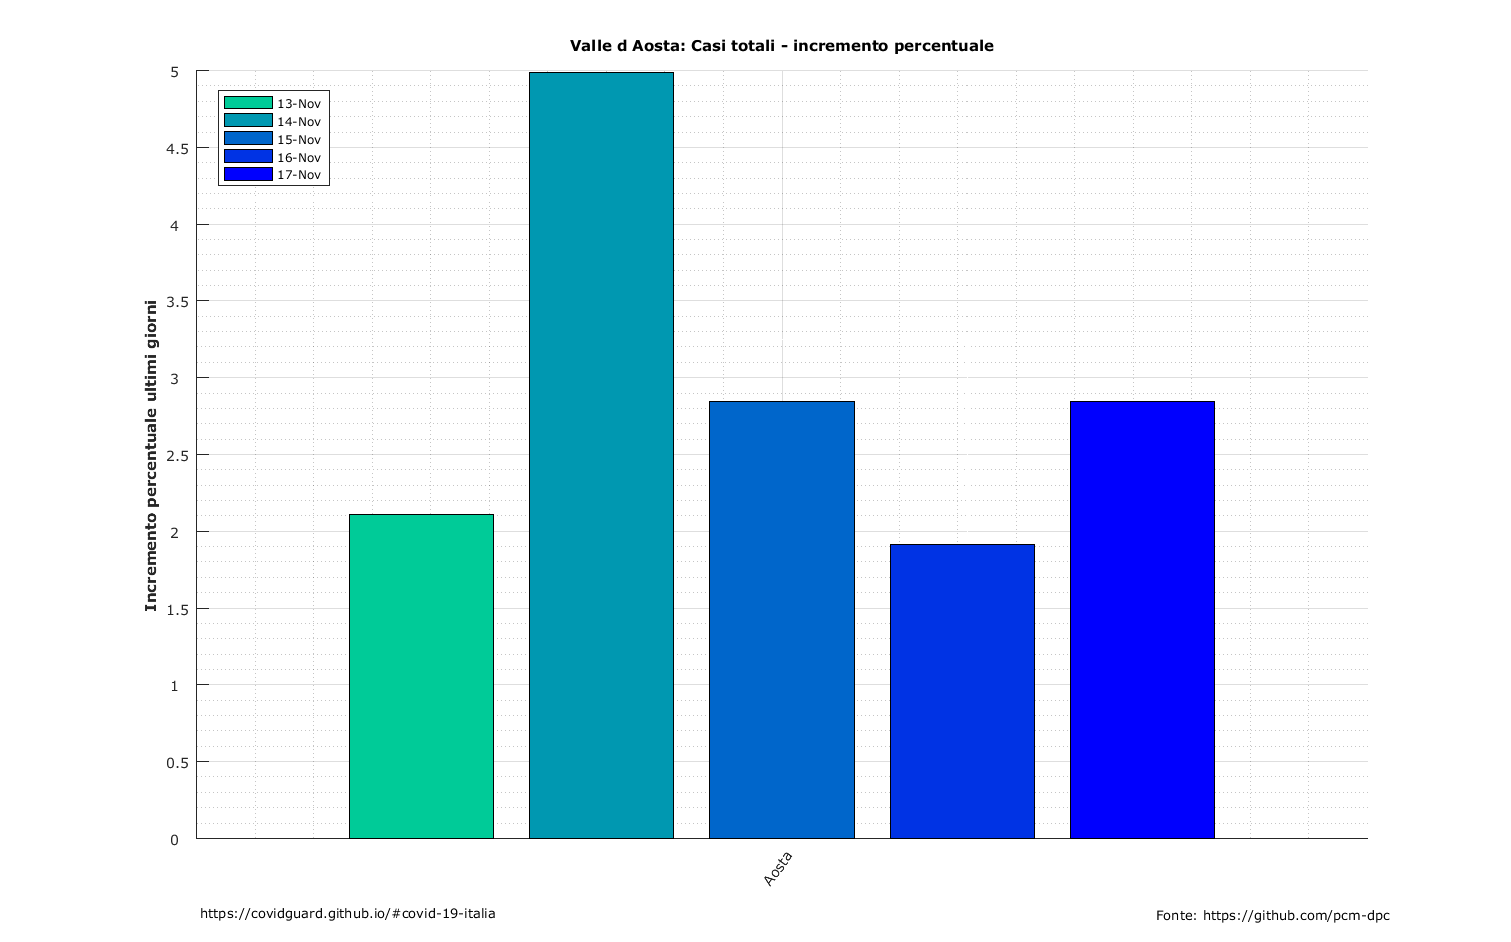 Valle d Aosta: Casi totali - incremento percentuale
5
4.5
4
3.5
3
2.5
2
1.5
1
0.5
0
Incremento percentuale ultimi giorni
13-Nov
14-Nov
15-Nov
16-Nov
17-Nov
Aosta
https://covidguard.github.io/#covid-19-italia
Fonte: https://github.com/pcm-dpc